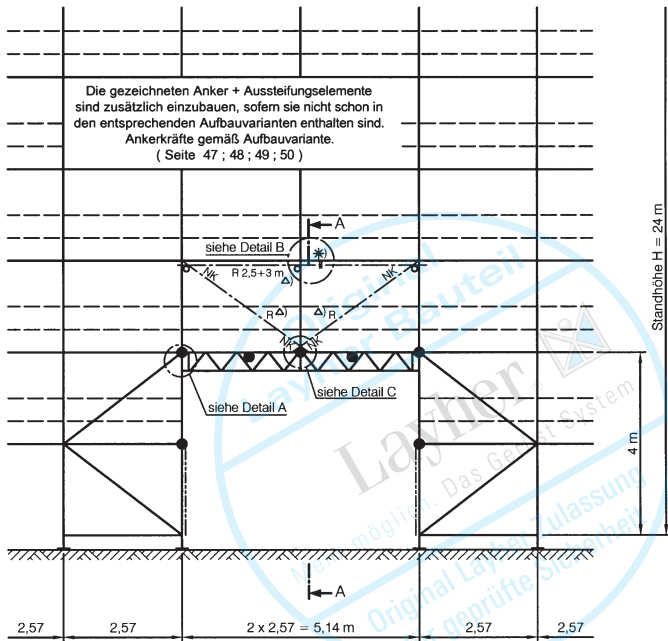 Die gezeichneten Anker + Aussteifungselemente
sind zusätzlich einzubauen, sofern sie nicht schon in
den entsprechenden Aufbauvarianten enthalten sind.
Ankerkräfte gemäß Aufbauvariante.
( Seite 47 ; 48 ; 49 ; 50 )
A
siehe Detail B
*)
NK
R 2,5+3 m
NK
Δ)
R Δ)
Δ) R
NK
NK
siehe Detail A
siehe Detail C
Standhöhe H = 24 m
4 m
A
2,57
2,57
2 x 2,57 = 5,14 m
2,57
2,57
Original
Layher Bauteil
Layher
Mehr möglich. Das Gerüst System
Original Layher Zulassung
geprüfte Sicherheit